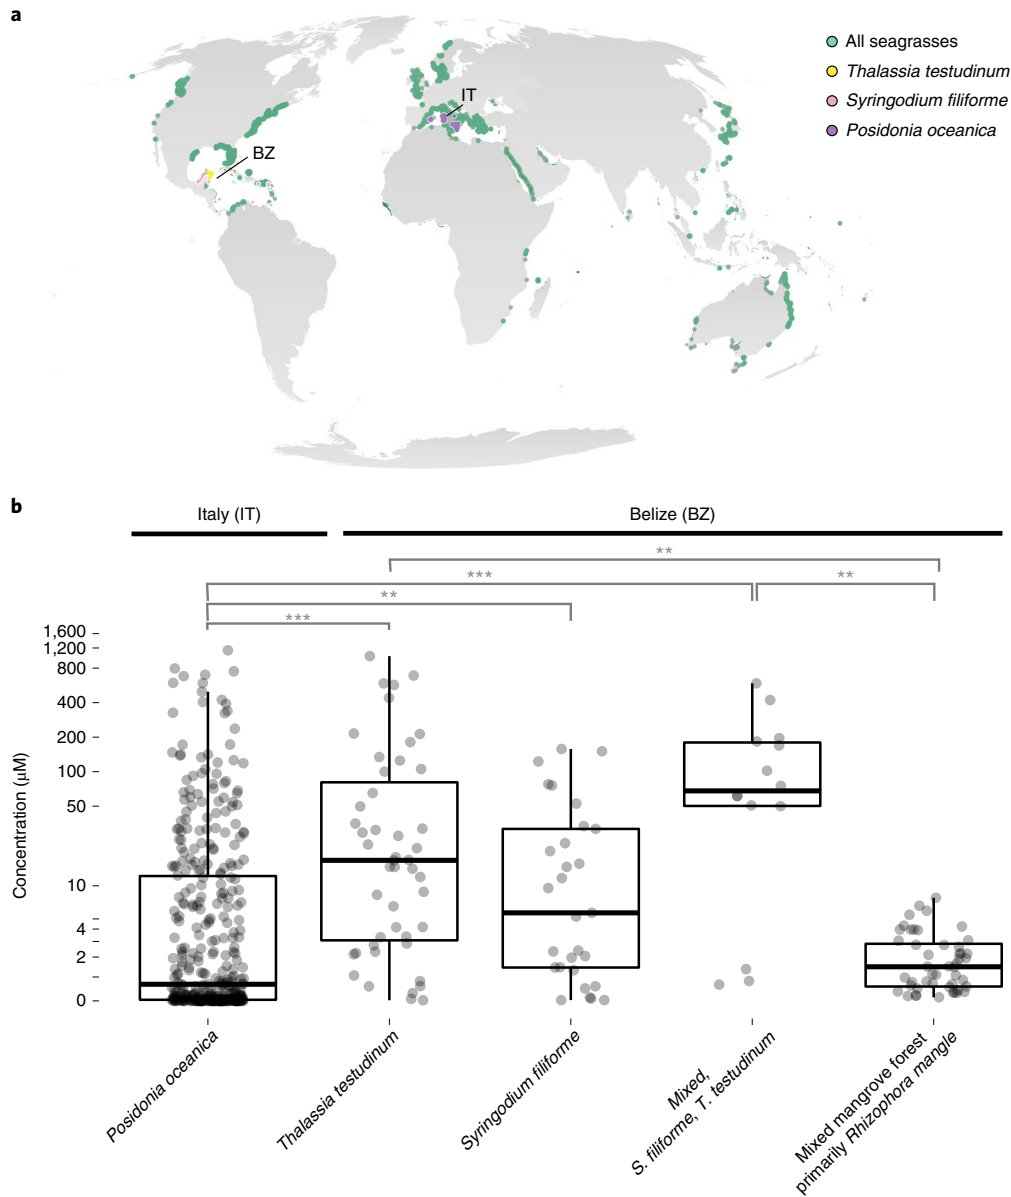 a
All seagrasses
Thalassia testudinum
Syringodium filiforme
Posidonia oceanica
IT
BZ
b
Italy (IT)
Belize (BZ)
**
***
**
**
***
1,600
1,200
800
400
200
100
50
10
4
2
0
Concentration (μM)
Posidonia oceanica
Thalassia testudinum
Syringodium filiforme
Mixed,
S. filiforme, T. testudinum
Mixed mangrove forest
primarily Rhizophora mangle